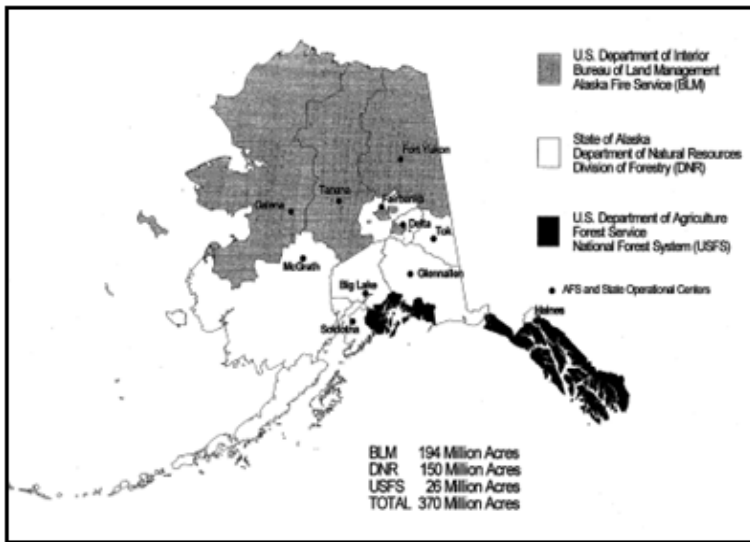 U.S. Department of Interior
Bureau of Land Management
Alaska Fire Service (BLM)
State of Alaska
Department of Natural Resources
Division of Forestry (DNR)
U.S. Department of Agriculture
Forest Service
National Forest System (USFS)
AFS and State Operational Centers
Fort Yukon
Tanana
Fairbanks
Galena
Delta
Tok
McGrath
Glennallen
Big Lake
Soldotna
Haines
BLM 194 Million Acres
DNR 150 Million Acres
USFS 26 Million Acres
TOTAL 370 Million Acres